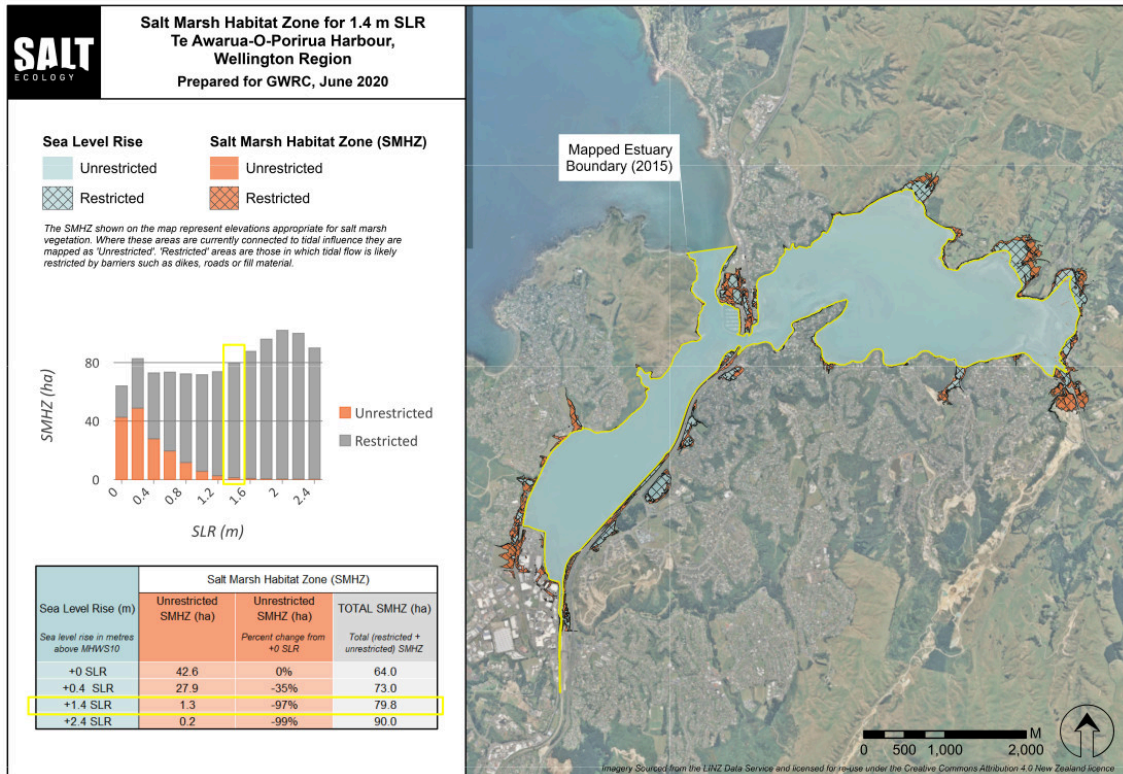 SALT
ECOLOGY
Salt Marsh Habitat Zone for 1.4 m SLR
Te Awarua-O-Porirua Harbour,
Wellington Region
Prepared for GWRC, June 2020
Sea Level Rise
Unrestricted
Restricted
Salt Marsh Habitat Zone (SMHZ)
Unrestricted
Restricted
The SMHZ shown on the map represent elevations appropriate for salt marsh
vegetation. Where these areas are currently connected to tidal influence they are
mapped as 'Unrestricted'. 'Restricted' areas are those in which tidal flow is likely
restricted by barriers such as dikes, roads or fill material.
SMHZ (ha)
80
40
0
0
0.4
0.8
1.2
1.6
2
2.4
SLR (m)
Unrestricted
Restricted
Salt Marsh Habitat Zone (SMHZ)
Sea Level Rise (m)
Sea level rise in metres
above MHWS10
Unrestricted
SMHZ (ha)
Unrestricted
SMHZ (ha)
Percent change from
+0 SLR
TOTAL SMHZ (ha)
Total (restricted +
unrestricted) SMHZ
+0 SLR 42.6 0% 64.0
+0.4 SLR 27.9 -35% 73.0
+1.4 SLR 1.3 -97% 79.8
+2.4 SLR 0.2 -99% 90.0
Mapped Estuary
Boundary (2015)
M
0 500 1,000 2,000
Imagery Sourced from the LINZ Data Service and licensed for re-use under the Creative Commons Attribution 4.0 New Zealand licence